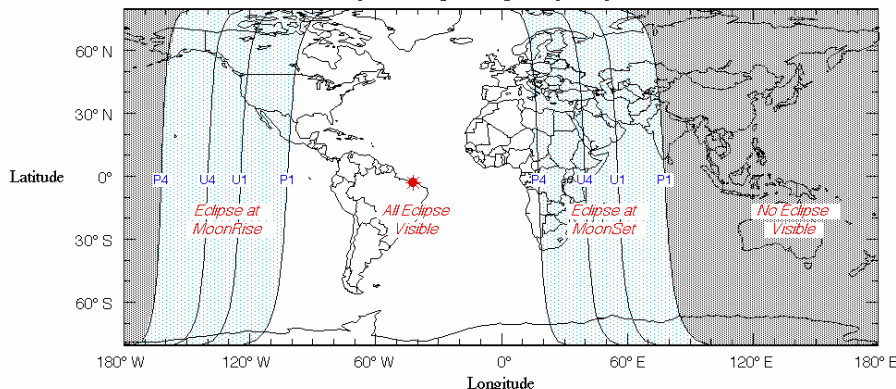 60° N
30° N
Latitude
0°
P4
U4
U1
P1
P4
U4
U1
P1
Eclipse at
MoonRise
All Eclipse
Visible
Eclipse at
MoonSet
No Eclipse
Visible
30° S
60° S
180° W
120° W
60° W
0°
60° E
120° E
180° E
Longitude